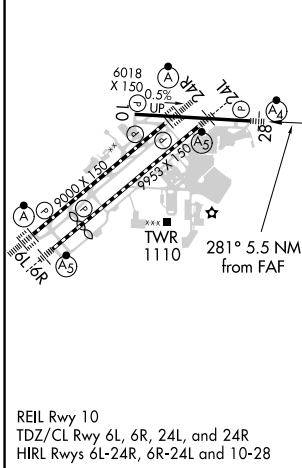 6018
X 150
0.5%
UP
A
P
24R
24L
P
A4
10
28
P
P
A5
9000 X 150
9953 X 150
A
P
P
6L
6R
A5
TWR
1110
281° 5.5 NM
from FAF
REIL Rwy 10
TDZ/CL Rwy 6L, 6R, 24L, and 24R
HIRL Rwys 6L-24R, 6R-24L and 10-28